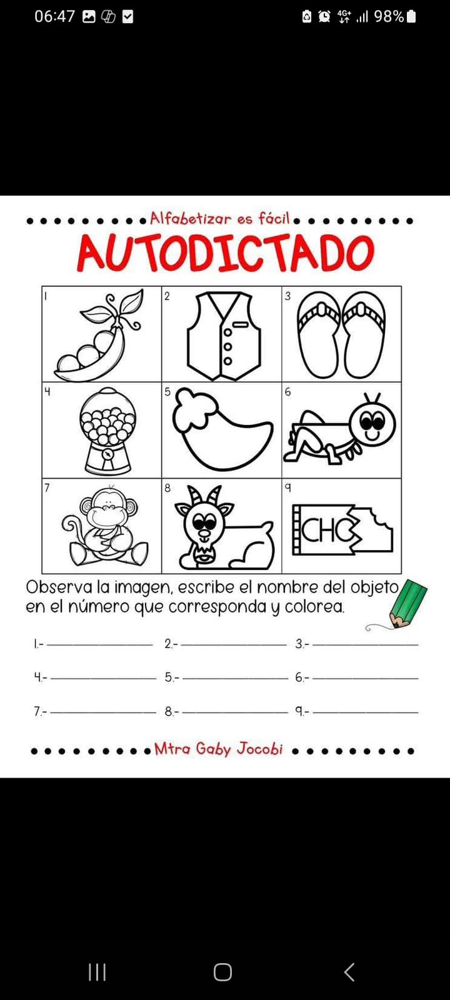 06:47 4G+ 98%
Alfabetizar es fácil
AUTODICTADO
1 2 3
4 5 6
7 8 9
CHO
Observa la imagen, escribe el nombre del objeto
en el número que corresponda y colorea.
1.- 2.- 3.-
4.- 5.- 6.-
7.- 8.- 9.-
Mtra Gaby Jocobi